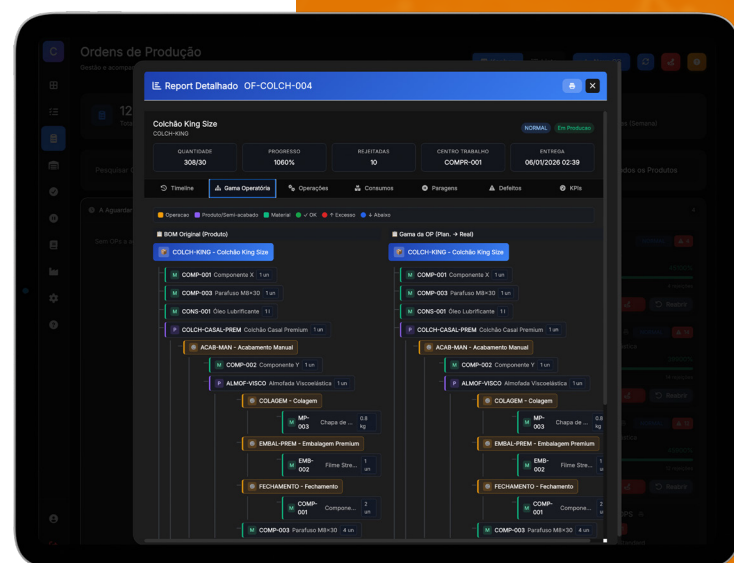 C
Ordens de Produção
12
Report Detalhado OF-COLCH-004
Colchão King Size
COLCH-KING
NORMAL Em Producao
QUANTIDADE PROGRESSO REJEITADAS CENTRO TRABALHO ENTREGA
308/30 1060% 10 COMPR-001 06/01/2026 02:39
Timeline Gama Operatória Operações Consumos Paragens Defeitos KPIs
Operacao Produto/Semi-acabado Material ✓ OK ↑ Excesso ↓ Abaixo
BOM Original (Produto) Gama da OP (Plan. → Real)
COLCH-KING - Colchão King Size COLCH-KING - Colchão King Size
M COMP-001 Componente X 1 un M COMP-001 Componente X 1 un
M COMP-003 Parafuso M8x30 1 un M COMP-003 Parafuso M8x30 1 un
M CONS-001 Óleo Lubrificante 1 l M CONS-001 Óleo Lubrificante 1 l
P COLCH-CASAL-PREM Colchão Casal Premium 1 un P COLCH-CASAL-PREM Colchão Casal Premium 1 un
ACAB-MAN - Acabamento Manual ACAB-MAN - Acabamento Manual
M COMP-002 Componente Y 1 un M COMP-002 Componente Y 1 un
P ALMOF-VISCO Almofada Viscoelástica 1 un P ALMOF-VISCO Almofada Viscoelástica 1 un
COLAGEM - Colagem COLAGEM - Colagem
M MP-003 Chapa de ... 0.8 kg M MP-003 Chapa de ... 0.8 kg
EMBAL-PREM - Embalagem Premium EMBAL-PREM - Embalagem Premium
M EMB-002 Filme Stre... 1 un M EMB-002 Filme Stre... 1
FECHAMENTO - Fechamento FECHAMENTO - Fechamento
M COMP-001 Compone... 2 un M COMP-001 Compone... 2
M COMP-003 Parafuso M8x30 4 un M COMP-003 Parafuso M8x30 4 un